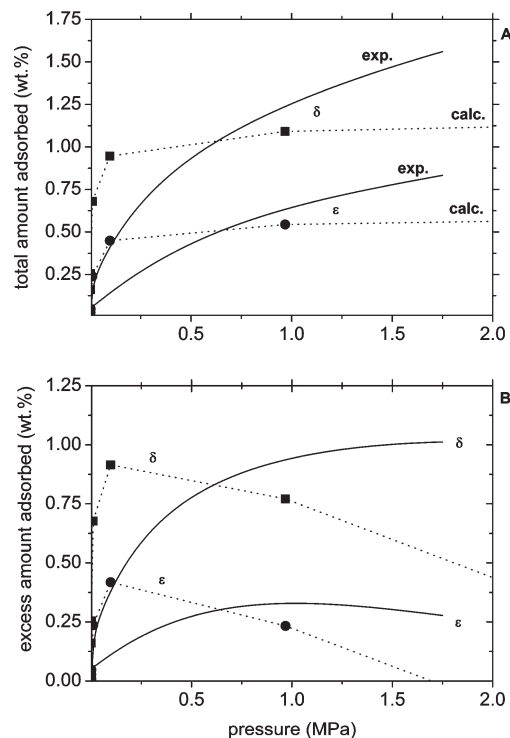 A
1.75
1.50
1.25
1.00
0.75
0.50
0.25
total amount adsorbed (wt.%)
exp.
δ
calc.
exp.
ε
calc.
0.5 1.0 1.5 2.0
B
1.25
1.00
0.75
0.50
0.25
0.00
excess amount adsorbed (wt.%)
δ
δ
ε
ε
0.5 1.0 1.5 2.0
pressure (MPa)